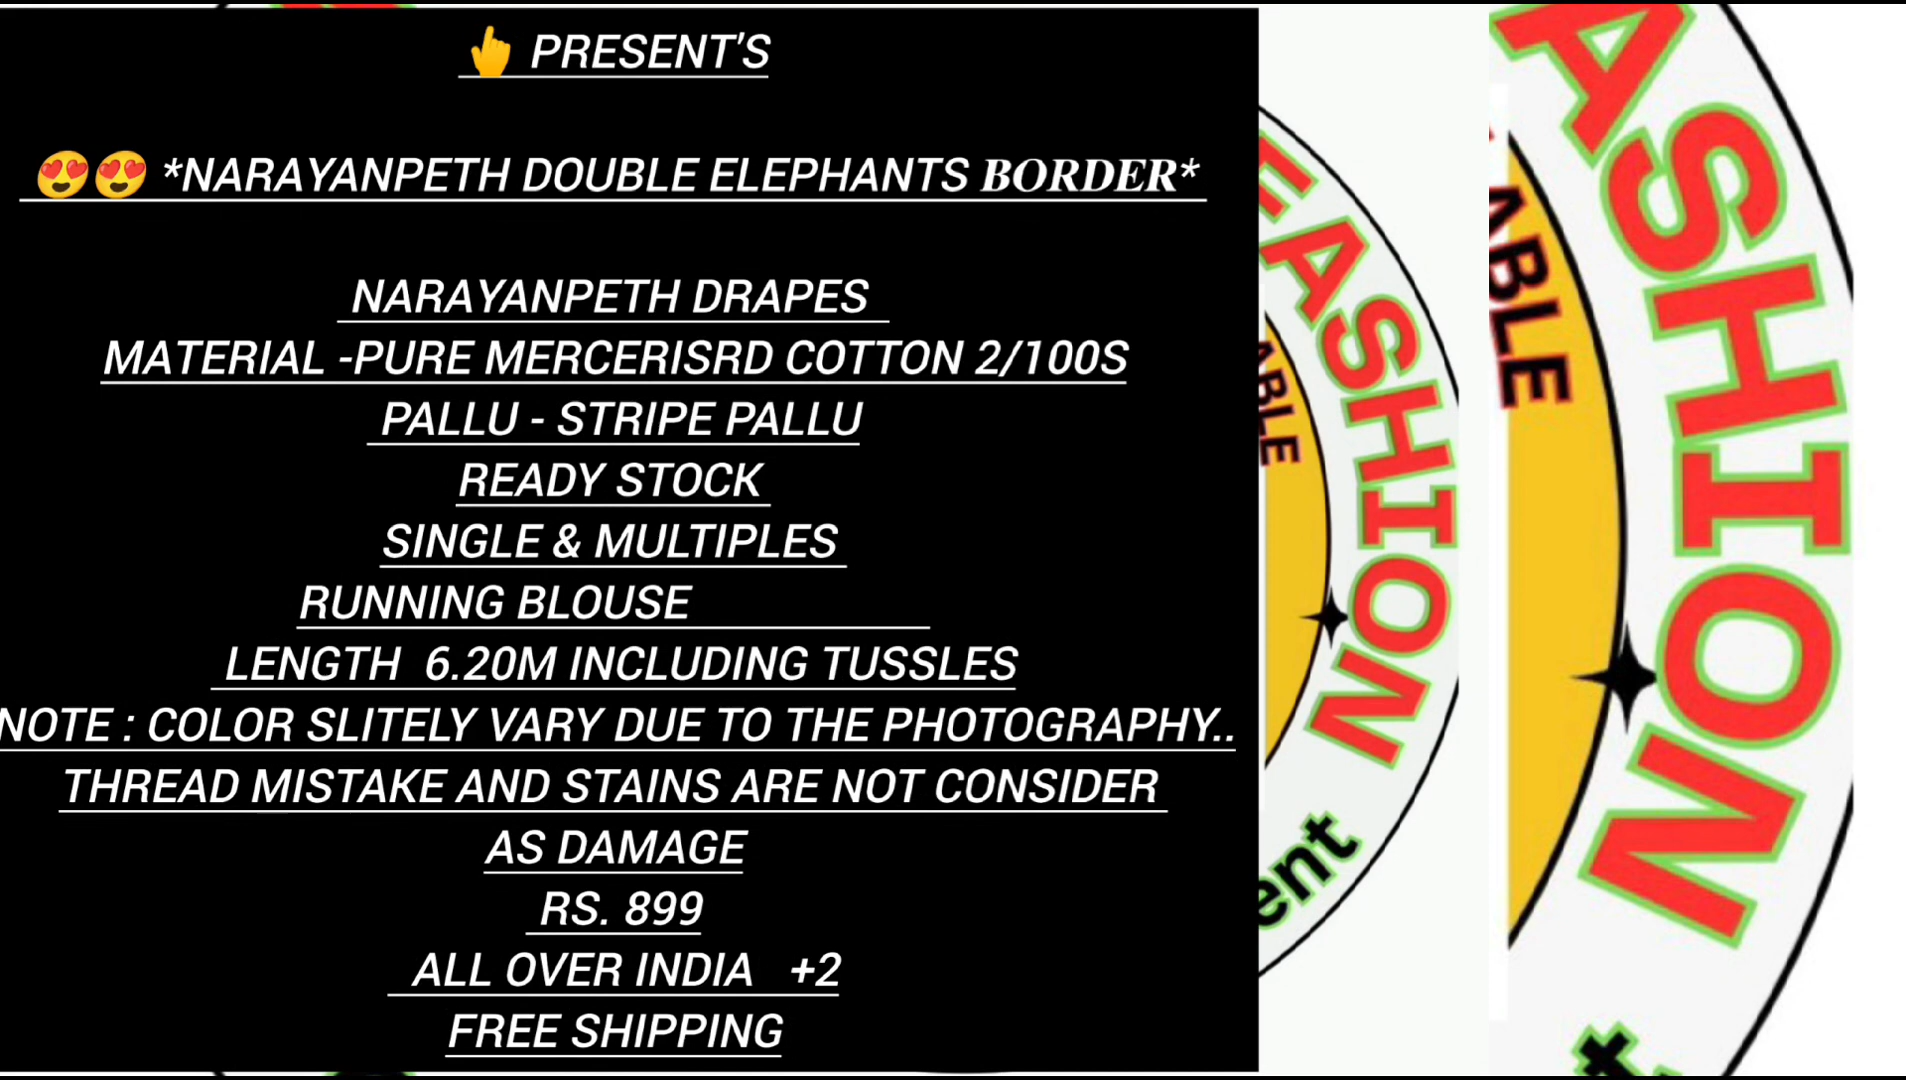 👆 PRESENT'S
😍😍 *NARAYANPETH DOUBLE ELEPHANTS BORDER*
NARAYANPETH DRAPES
MATERIAL -PURE MERCERISRD COTTON 2/100S
PALLU - STRIPE PALLU
READY STOCK
SINGLE & MULTIPLES
RUNNING BLOUSE
LENGTH 6.20M INCLUDING TUSSLES
NOTE : COLOR SLITELY VARY DUE TO THE PHOTOGRAPHY..
THREAD MISTAKE AND STAINS ARE NOT CONSIDER
AS DAMAGE
RS. 899
ALL OVER INDIA +2
FREE SHIPPING
FASHION
ABLE
ent
ASHION
ABLE
t